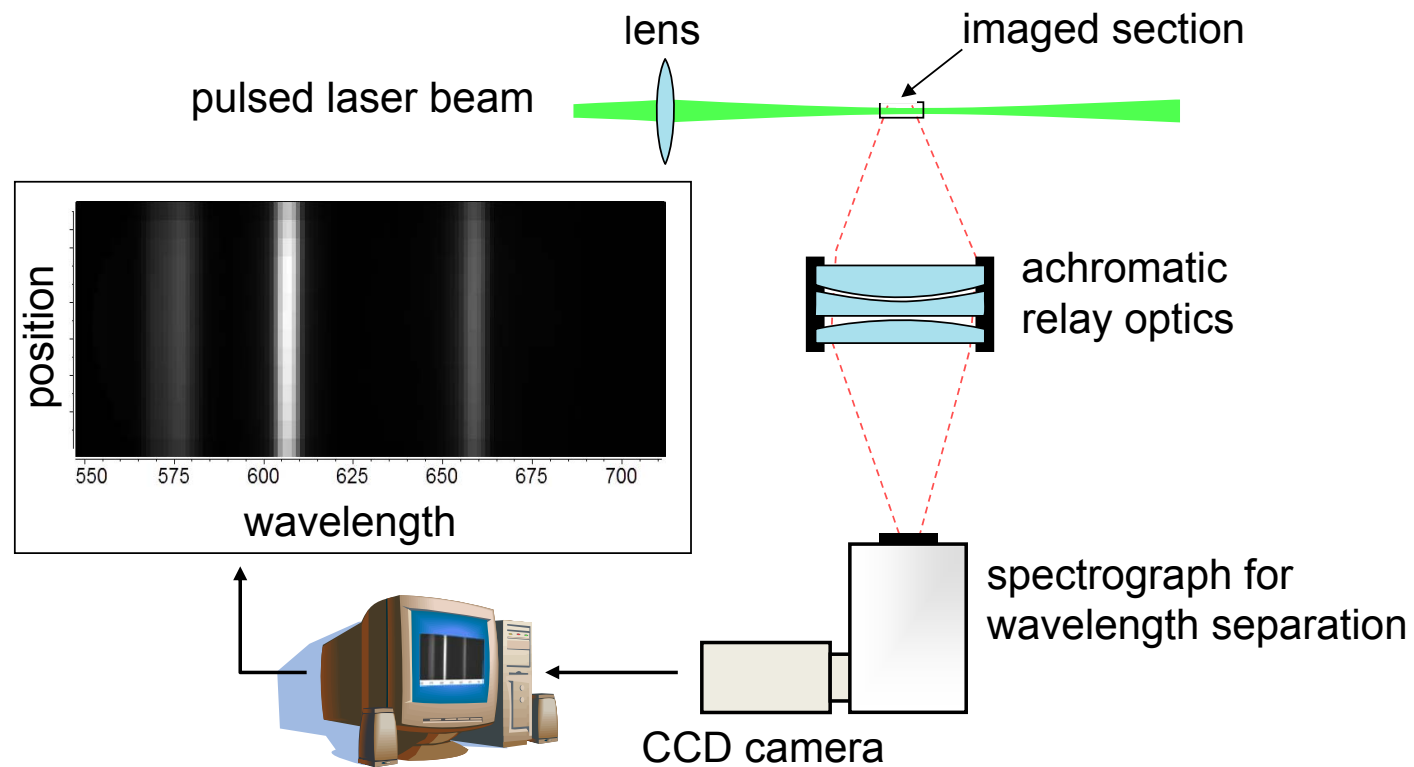 lens
imaged section
pulsed laser beam
achromatic
relay optics
position
550 575 600 625 650 675 700
wavelength
spectrograph for
wavelength separation
CCD camera